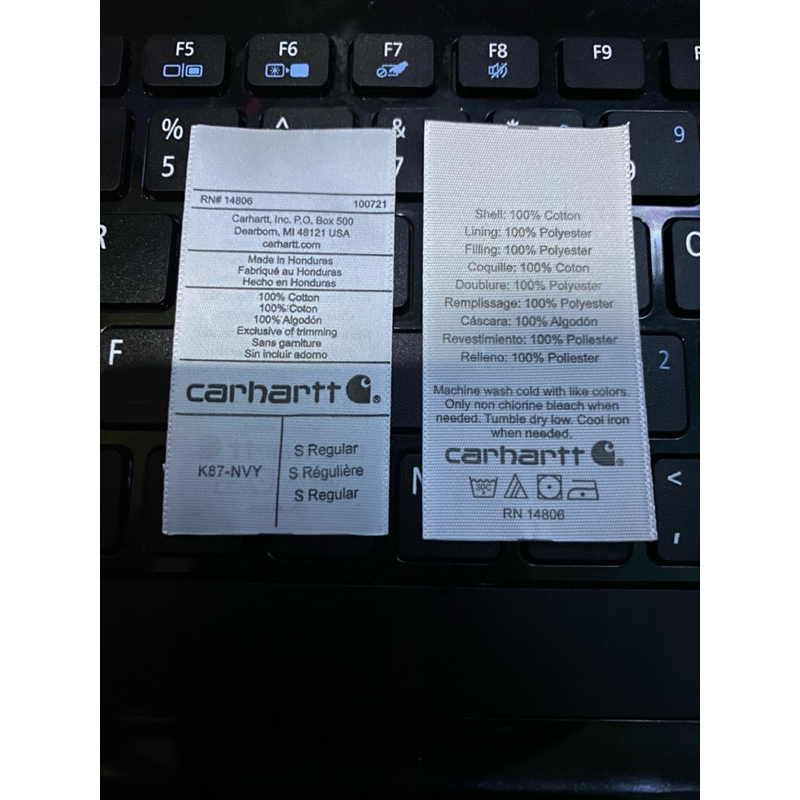 F5
F6
F7
F8
F9
F
%
5
^
&
7
*
9
9
R
C
F
2
N
<
,
RN# 14806 100721
Carhartt, Inc. P.O. Box 500
Dearborn, MI 48121 USA
carhartt.com
Made in Honduras
Fabriqué au Honduras
Hecho en Honduras
100% Cotton
100% Coton
100% Algodón
Exclusive of trimming
Sans garniture
Sin incluir adorno
carhartt ®
K87-NVY
S Regular
S Régulière
S Regular
Shell: 100% Cotton
Lining: 100% Polyester
Filling: 100% Polyester
Coquille: 100% Coton
Doublure: 100% Polyester
Remplissage: 100% Polyester
Cáscara: 100% Algodón
Revestimiento: 100% Poliester
Relleno: 100% Poliester
Machine wash cold with like colors.
Only non chlorine bleach when
needed. Tumble dry low. Cool iron
when needed.
carhartt ®
30°
RN 14806